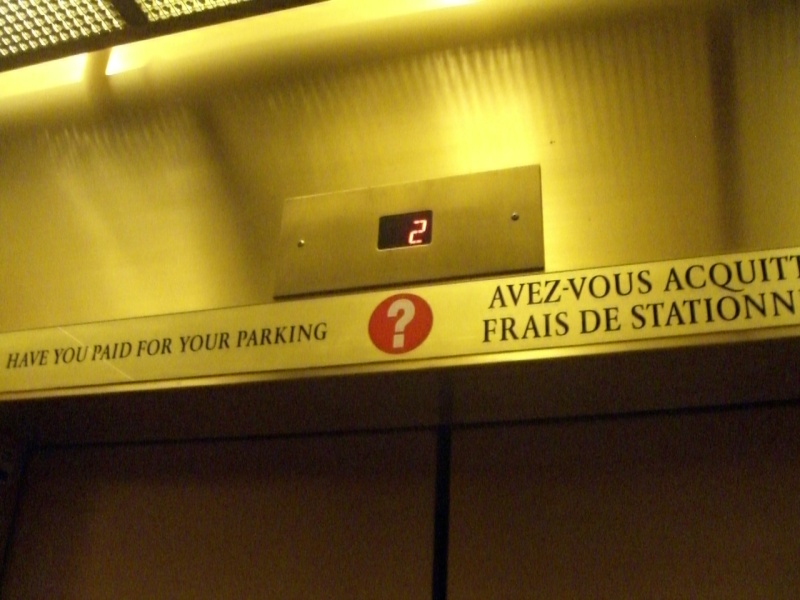 2
HAVE YOU PAID FOR YOUR PARKING
?
AVEZ-VOUS
FRAIS DE